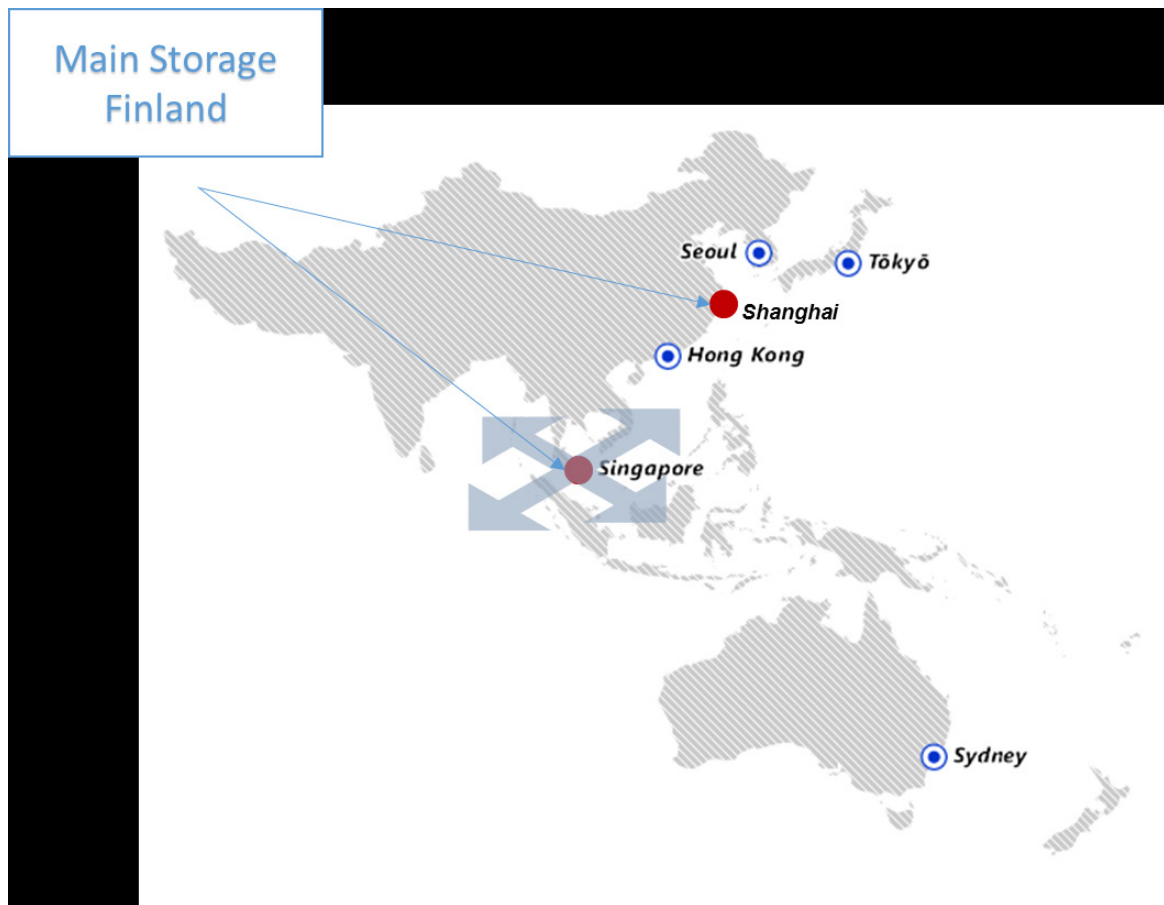 Main Storage
Finland
Seoul
Tōkyō
Shanghai
Hong Kong
Singapore
Sydney